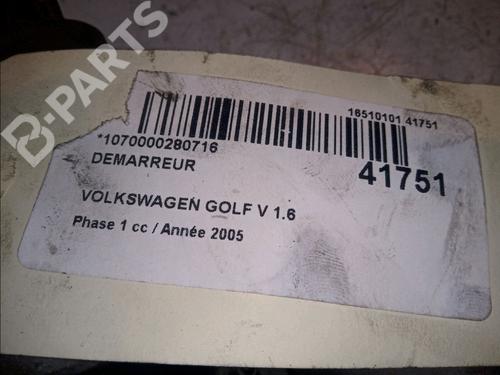 B-PARTS
16510101 41751
*1070000280716
DEMARREUR
41751
VOLKSWAGEN GOLF V 1.6
Phase 1 cc / Année 2005